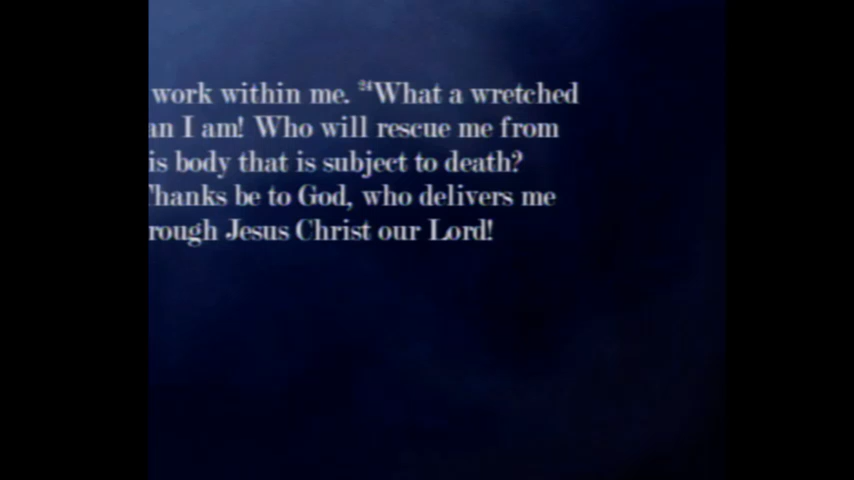 work within me. ²⁴What a wretched
an I am! Who will rescue me from
is body that is subject to death?
Thanks be to God, who delivers me
rough Jesus Christ our Lord!